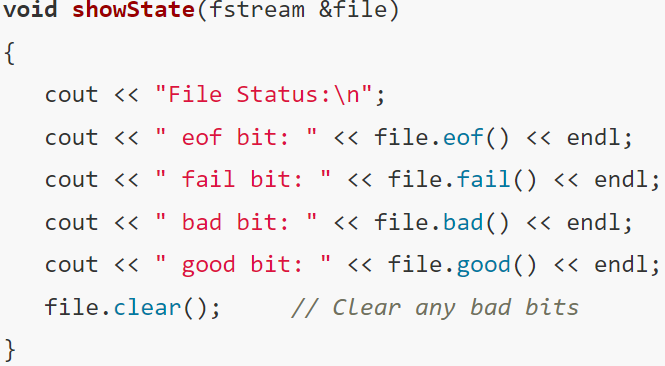 void showState(fstream &file)
{
   cout << "File Status:\n";
   cout << " eof bit: " << file.eof() << endl;
   cout << " fail bit: " << file.fail() << endl;
   cout << " bad bit: " << file.bad() << endl;
   cout << " good bit: " << file.good() << endl;
   file.clear();     // Clear any bad bits
}